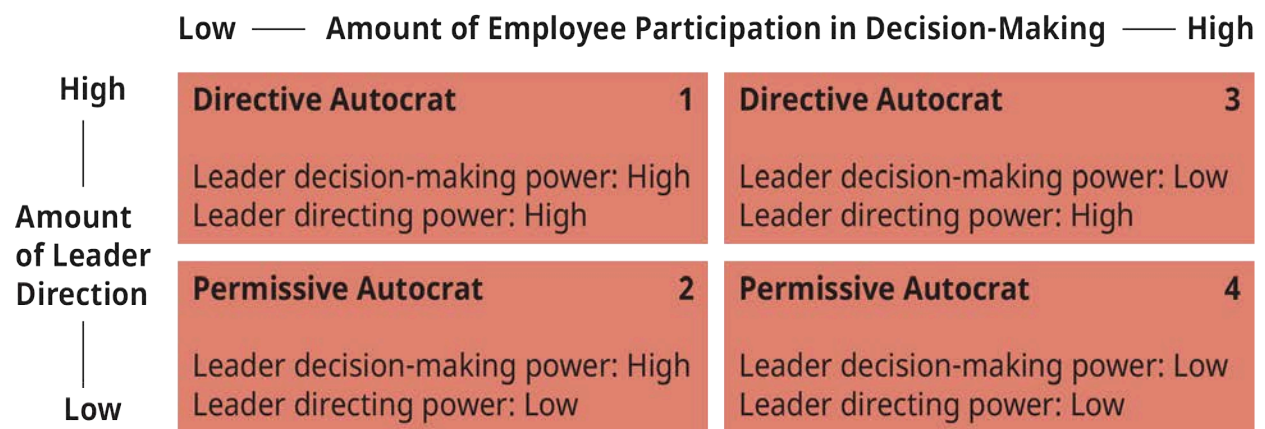 Low — Amount of Employee Participation in Decision-Making — High
High
Amount
of Leader
Direction
Low
Directive Autocrat 1
Leader decision-making power: High
Leader directing power: High
Directive Autocrat 3
Leader decision-making power: Low
Leader directing power: High
Permissive Autocrat 2
Leader decision-making power: High
Leader directing power: Low
Permissive Autocrat 4
Leader decision-making power: Low
Leader directing power: Low